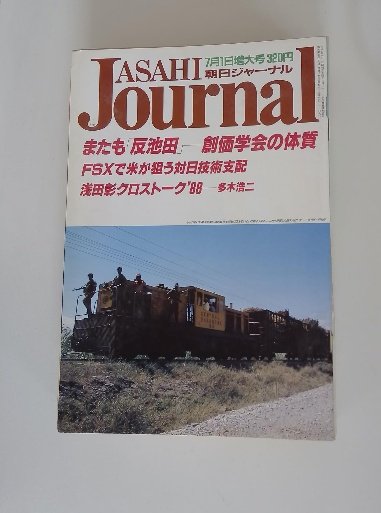 7月1日増大号 320円
ASAHI
朝日ジャーナル
Journal
またも「反池田」― 創価学会の体質
FSXで米が狙う対日技術支配
浅田彰クロストーク'88 ―多木浩二